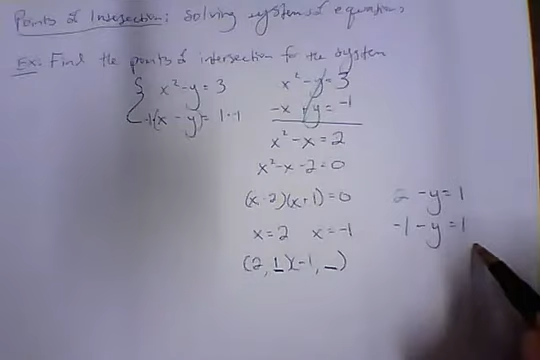 Points of Intersection: Solving systems of equations
Ex: Find the points of intersection for the system
x² - y = 3
-1(x - y) = 1·-1
x² - y = 3
-x + y = -1
x² - x = 2
x² - x - 2 = 0
(x - 2)(x + 1) = 0
x = 2 x = -1
(2, 1)(-1, _)
2 - y = 1
-1 - y = 1